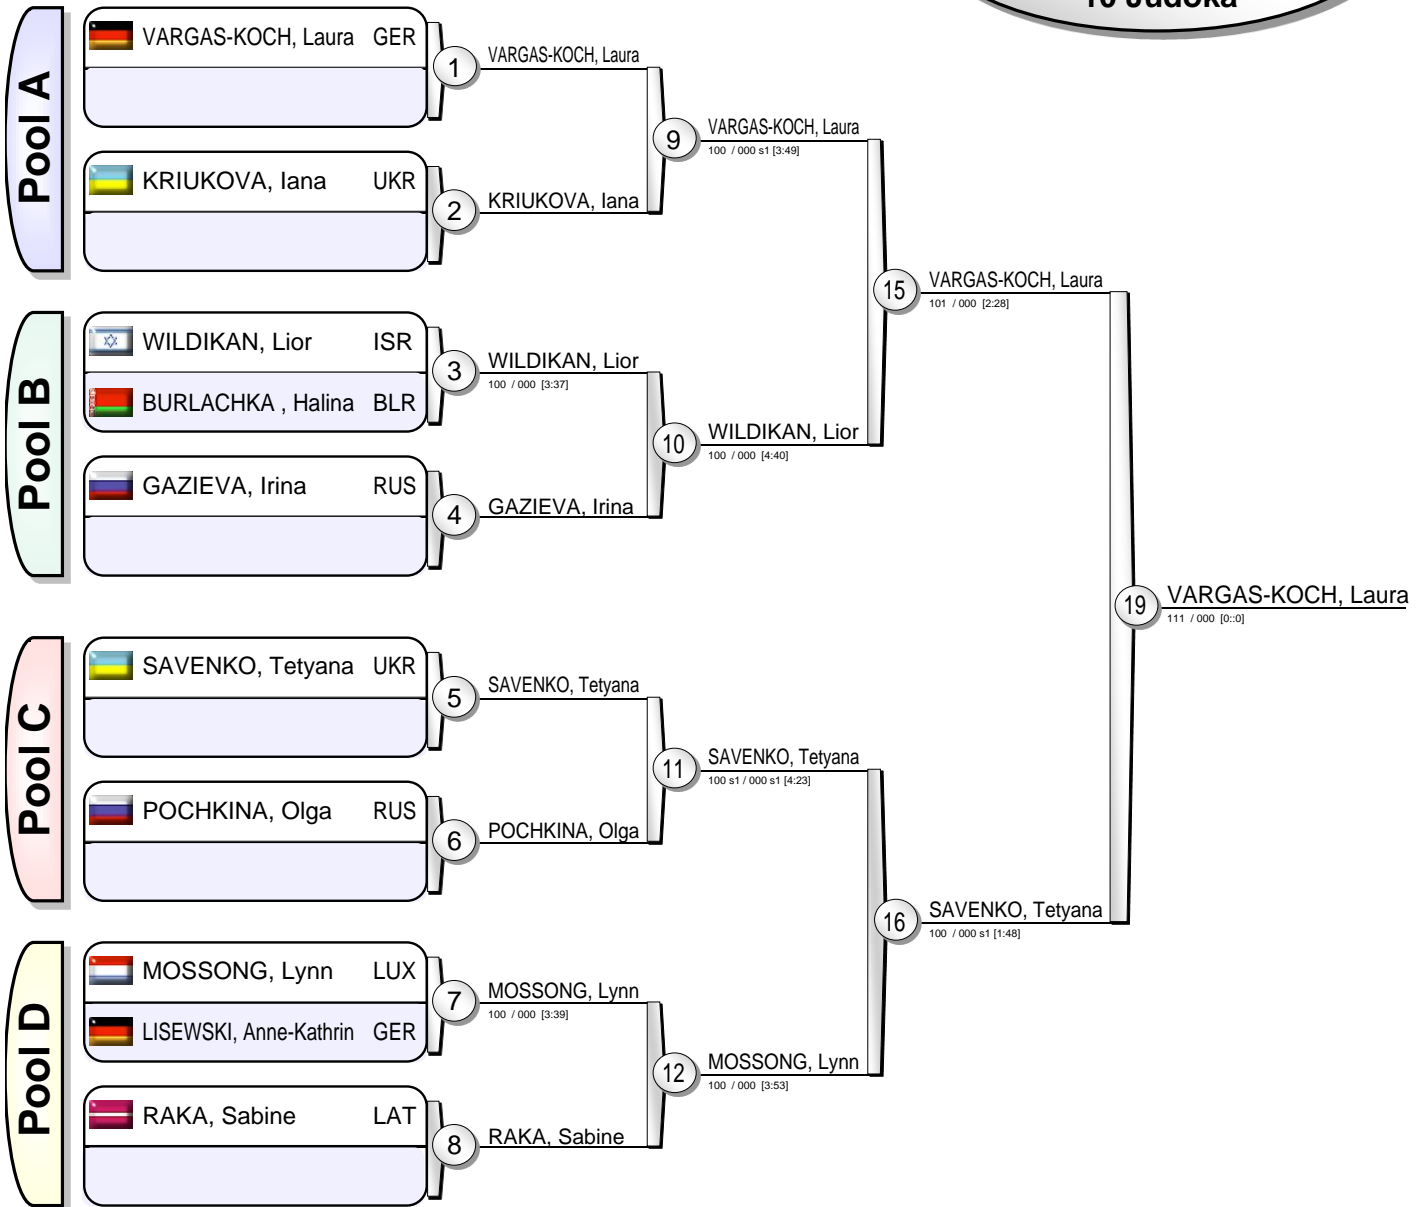 10 Judoka
Pool A
VARGAS-KOCH, Laura GER
1
VARGAS-KOCH, Laura
KRIUKOVA, Iana UKR
2
KRIUKOVA, Iana
9
VARGAS-KOCH, Laura
100 / 000 s1 [3:49]
Pool B
WILDIKAN, Lior ISR
BURLACHKA , Halina BLR
3
WILDIKAN, Lior
100 / 000 [3:37]
GAZIEVA, Irina RUS
4
GAZIEVA, Irina
10
WILDIKAN, Lior
100 / 000 [4:40]
15
VARGAS-KOCH, Laura
101 / 000 [2:28]
Pool C
SAVENKO, Tetyana UKR
5
SAVENKO, Tetyana
POCHKINA, Olga RUS
6
POCHKINA, Olga
11
SAVENKO, Tetyana
100 s1 / 000 s1 [4:23]
Pool D
MOSSONG, Lynn LUX
LISEWSKI, Anne-Kathrin GER
7
MOSSONG, Lynn
100 / 000 [3:39]
RAKA, Sabine LAT
8
RAKA, Sabine
12
MOSSONG, Lynn
100 / 000 [3:53]
16
SAVENKO, Tetyana
100 / 000 s1 [1:48]
19
VARGAS-KOCH, Laura
111 / 000 [0::0]